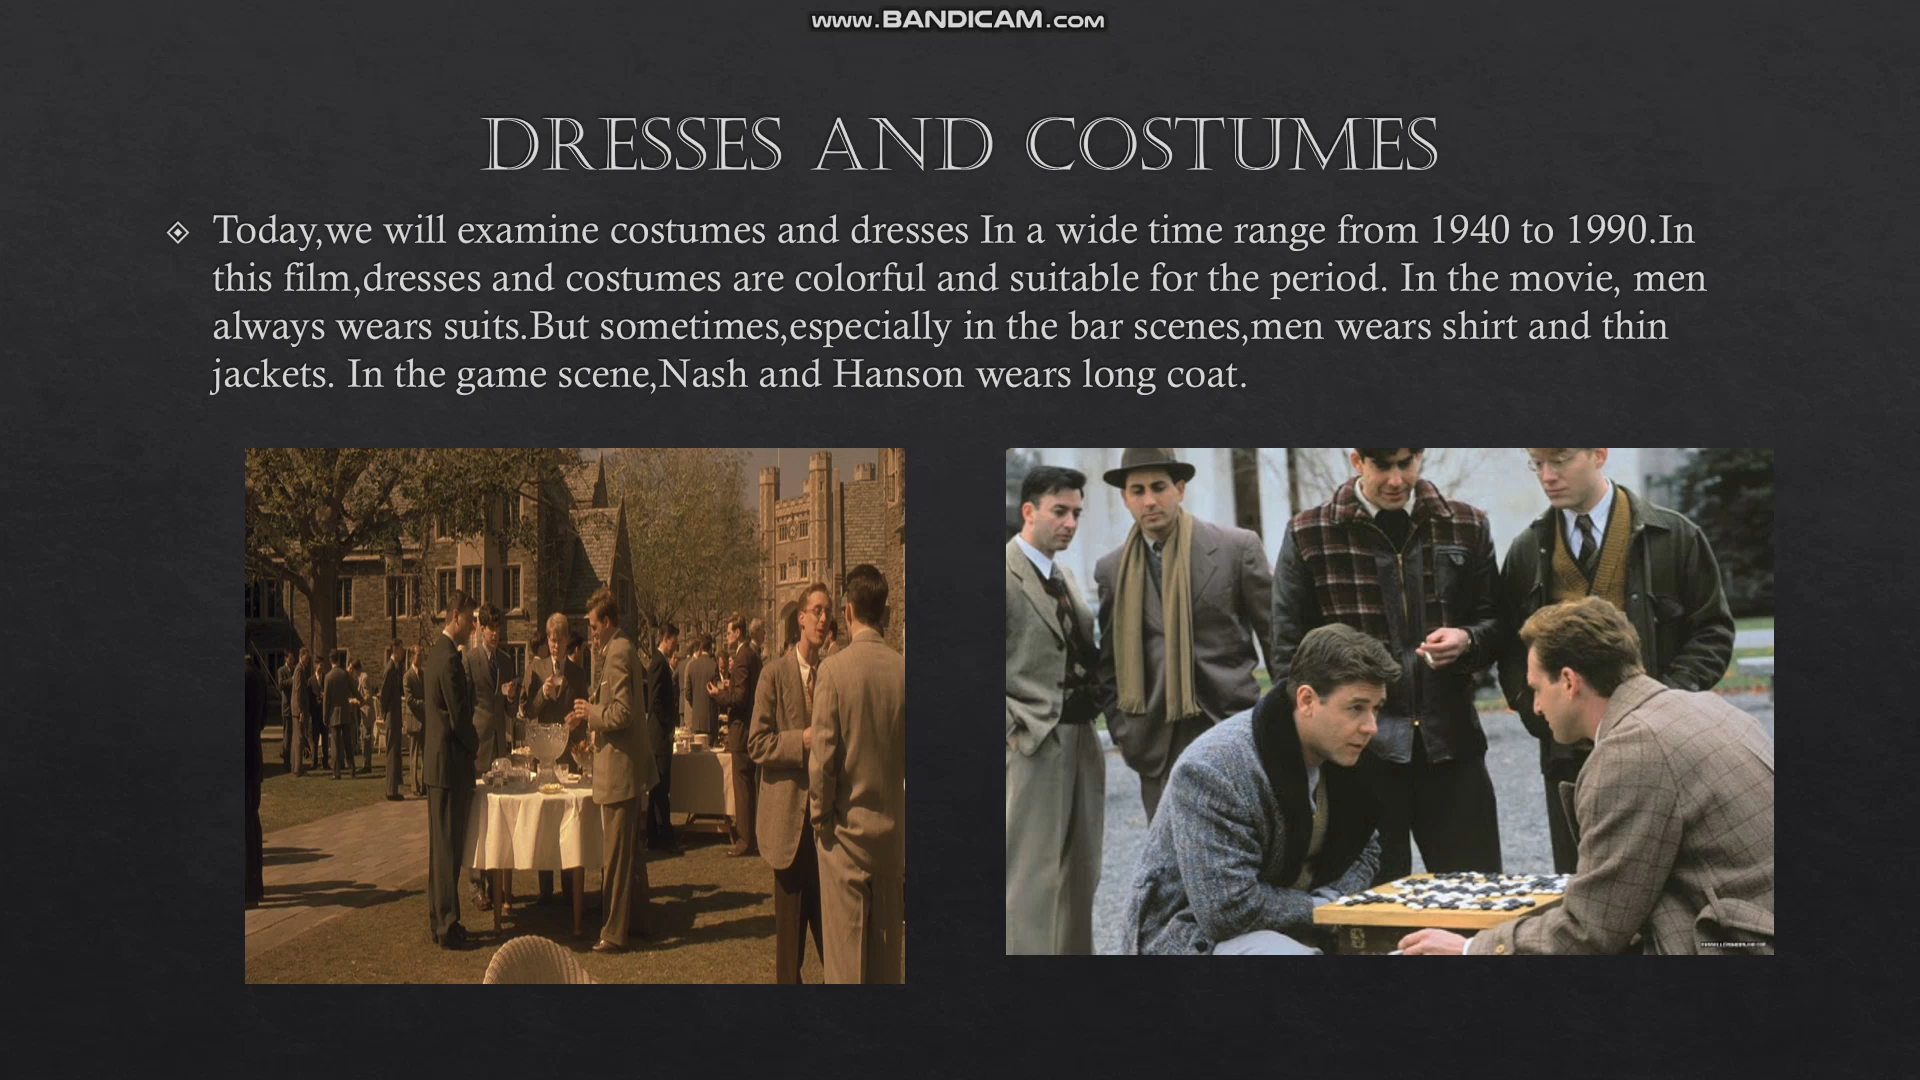 www.BANDICAM.com
DRESSES AND COSTUMES
Today,we will examine costumes and dresses In a wide time range from 1940 to 1990.In
this film,dresses and costumes are colorful and suitable for the period. In the movie, men
always wears suits.But sometimes,especially in the bar scenes,men wears shirt and thin
jackets. In the game scene,Nash and Hanson wears long coat.